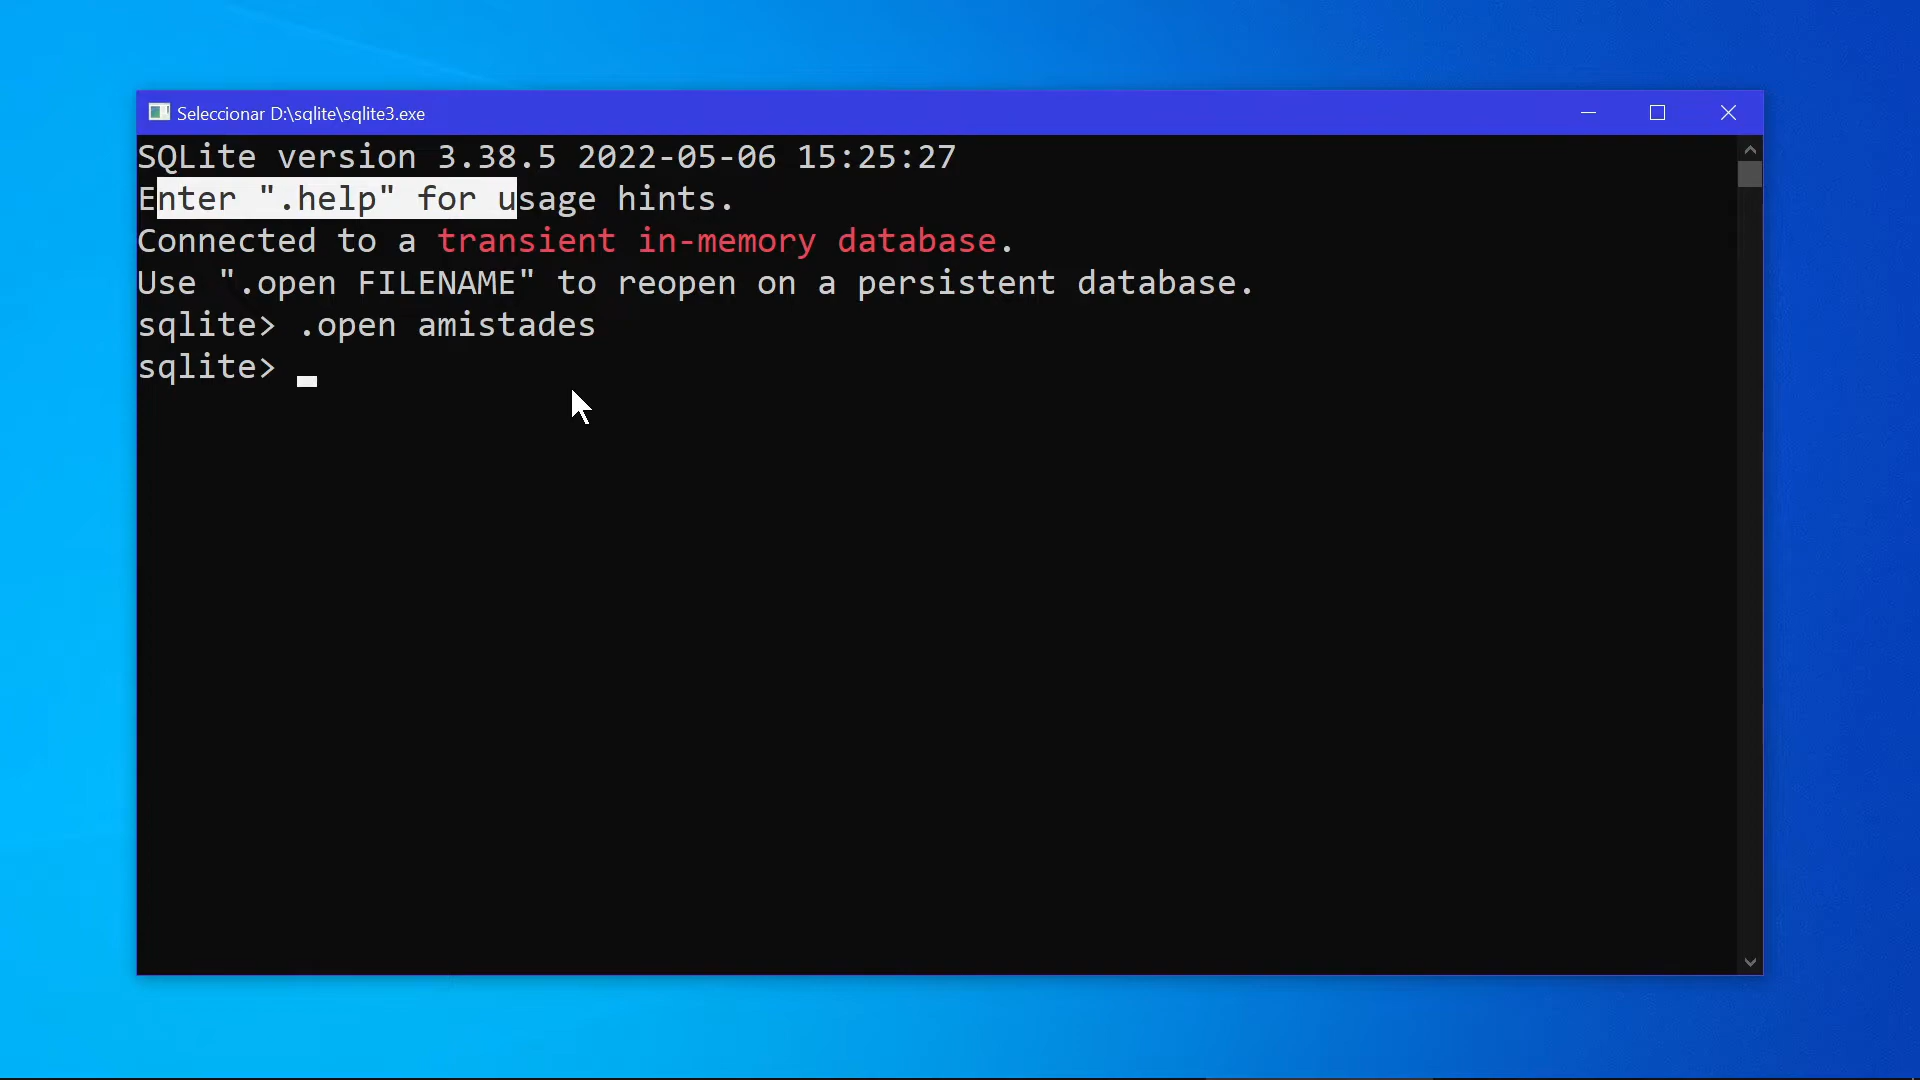 Seleccionar D:\sqlite\sqlite3.exe
SQLite version 3.38.5 2022-05-06 15:25:27
Enter ".help" for usage hints.
Connected to a transient in-memory database.
Use ".open FILENAME" to reopen on a persistent database.
sqlite> .open amistades
sqlite>